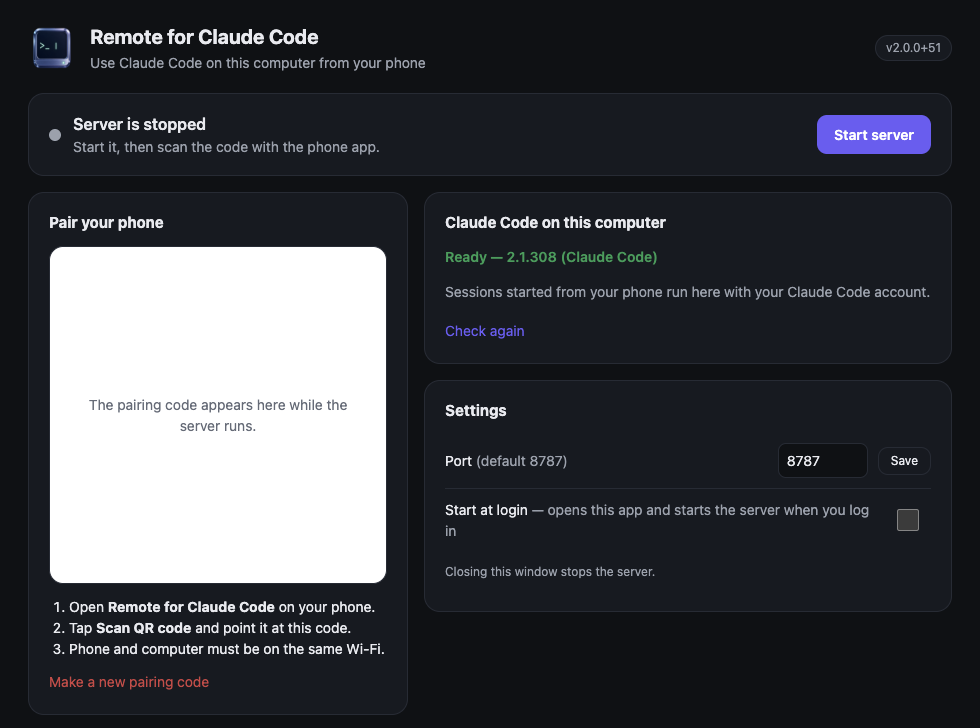 Remote for Claude Code
Use Claude Code on this computer from your phone
v2.0.0+51
Server is stopped
Start it, then scan the code with the phone app.
Start server
Pair your phone
The pairing code appears here while the
server runs.
1. Open Remote for Claude Code on your phone.
2. Tap Scan QR code and point it at this code.
3. Phone and computer must be on the same Wi-Fi.
Make a new pairing code
Claude Code on this computer
Ready — 2.1.308 (Claude Code)
Sessions started from your phone run here with your Claude Code account.
Check again
Settings
Port (default 8787)
8787
Save
Start at login — opens this app and starts the server when you log
in
Closing this window stops the server.